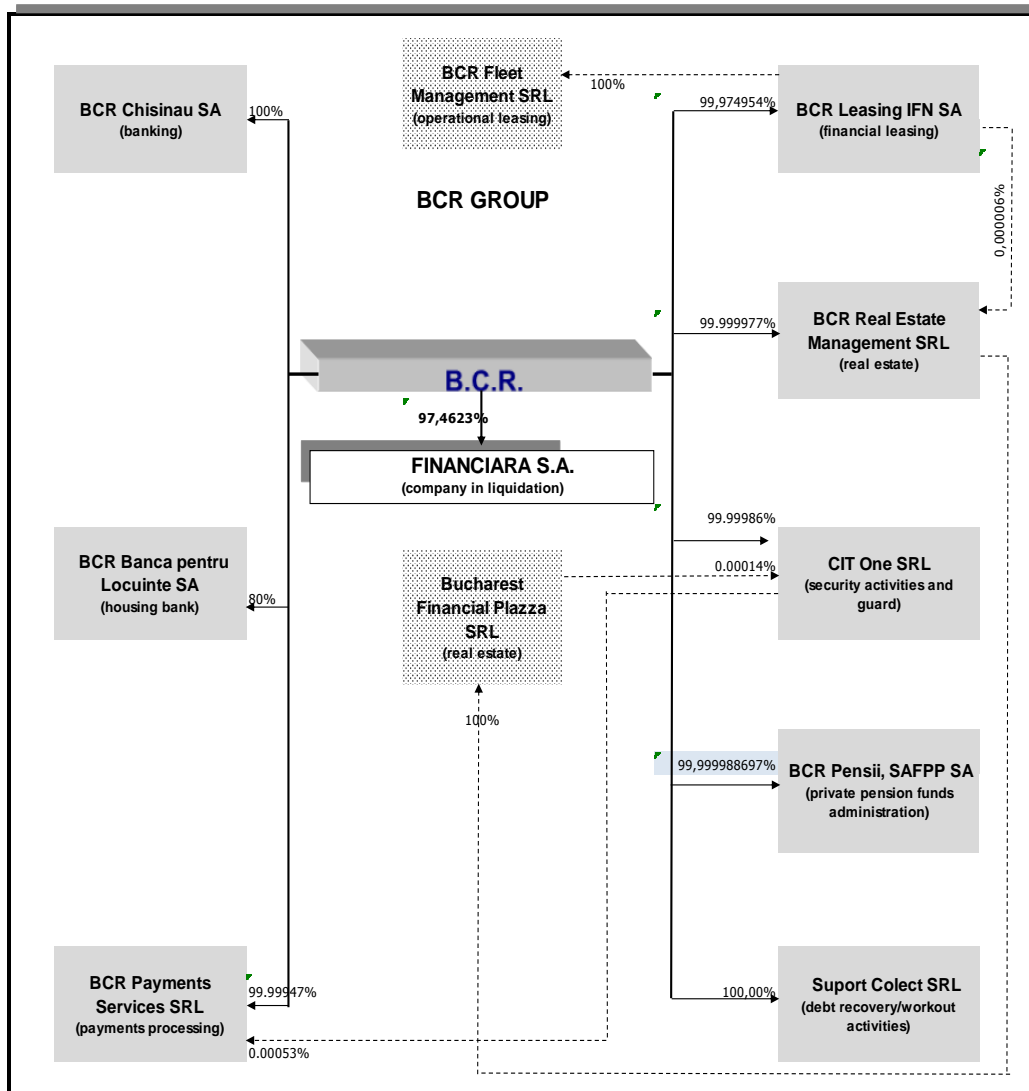 BCR Fleet
Management SRL
(operational leasing)
100%
BCR Chisinau SA
(banking)
100%
99,974954%
BCR Leasing IFN SA
(financial leasing)
0,000006%
BCR GROUP
99.999977%
BCR Real Estate
Management SRL
(real estate)
B.C.R.
97,4623%
FINANCIARA S.A.
(company in liquidation)
BCR Banca pentru
Locuinte SA
(housing bank)
80%
Bucharest
Financial Plazza
SRL
(real estate)
100%
99.99986%
0.00014%
CIT One SRL
(security activities and
guard)
99,999988697%
BCR Pensii, SAFPP SA
(private pension funds
administration)
BCR Payments
Services SRL
(payments processing)
99.99947%
0.00053%
100,00%
Suport Colect SRL
(debt recovery/workout
activities)